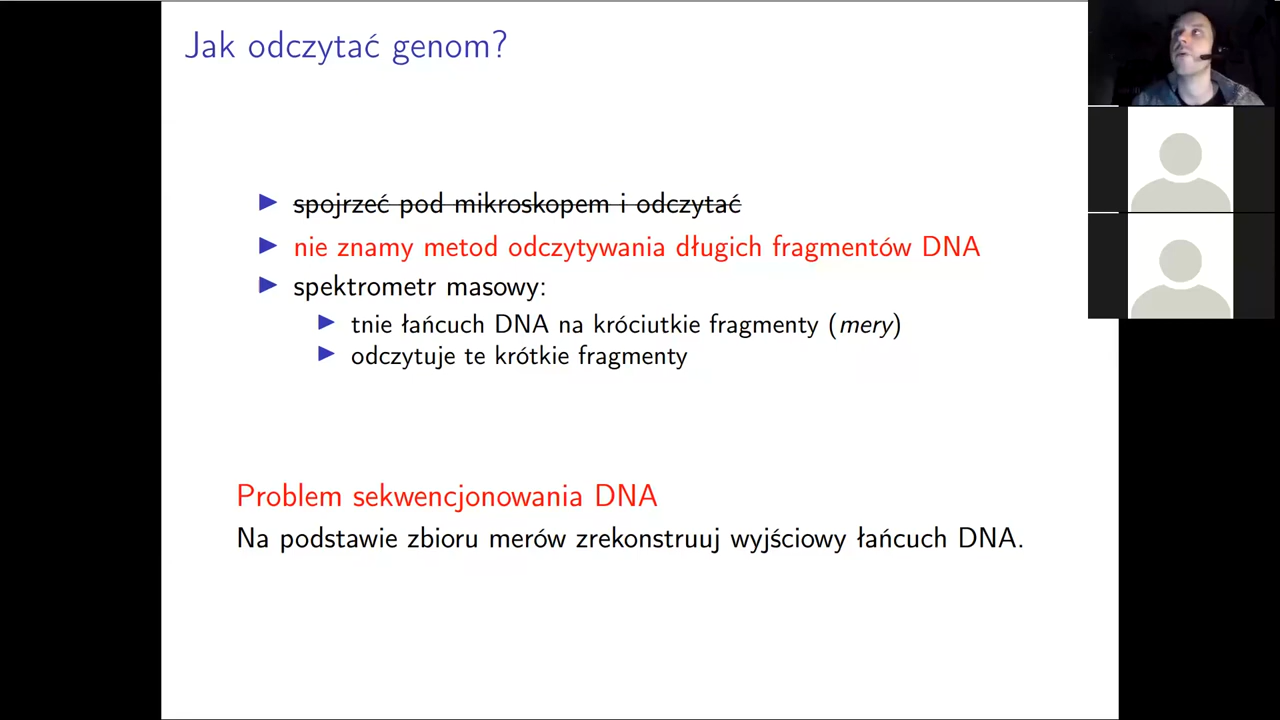 Jak odczytać genom?
spojrzeć pod mikroskopem i odczytać
nie znamy metod odczytywania długich fragmentów DNA
spektrometr masowy:
tnie łańcuch DNA na króciutkie fragmenty (mery)
odczytuje te krótkie fragmenty
Problem sekwencjonowania DNA
Na podstawie zbioru merów zrekonstruuj wyjściowy łańcuch DNA.